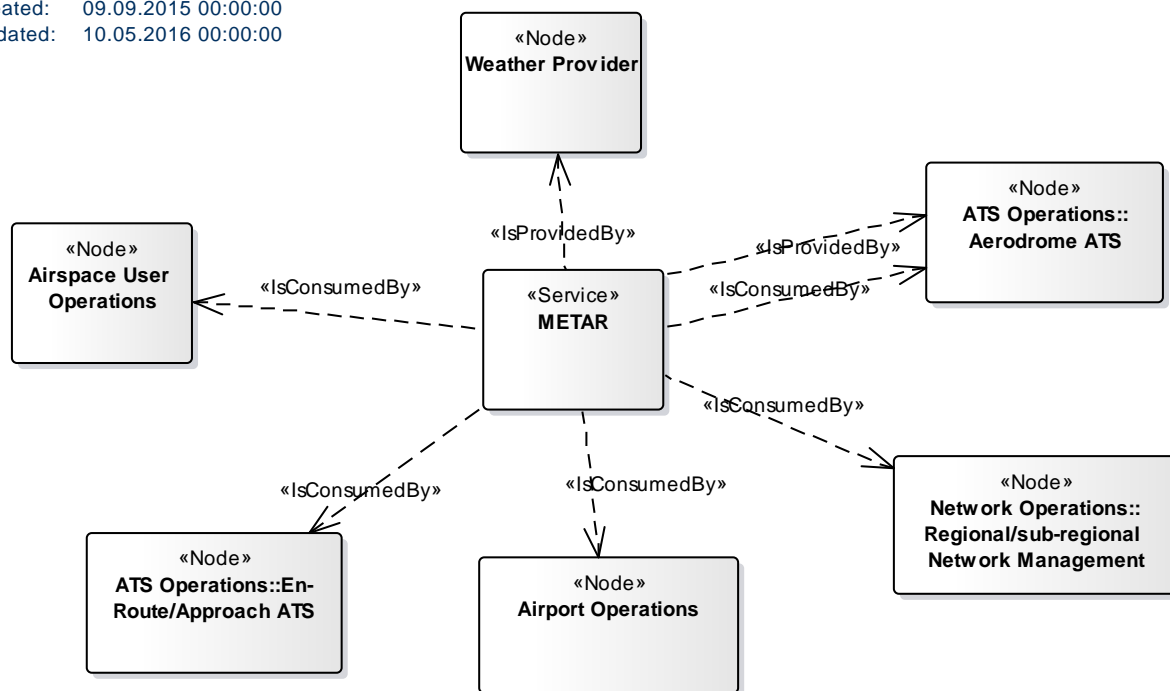 ated: 09.09.2015 00:00:00
dated: 10.05.2016 00:00:00
«Node»
Weather Provider
«Node»
ATS Operations::
Aerodrome ATS
«Node»
Airspace User
Operations
«IsProvidedBy»
«IsProvidedBy»
«IsConsumedBy»
«IsConsumedBy»
«Service»
METAR
«IsConsumedBy»
«IsConsumedBy»
«IsConsumedBy»
«Node»
Network Operations::
Regional/sub-regional
Network Management
«Node»
ATS Operations::En-
Route/Approach ATS
«Node»
Airport Operations